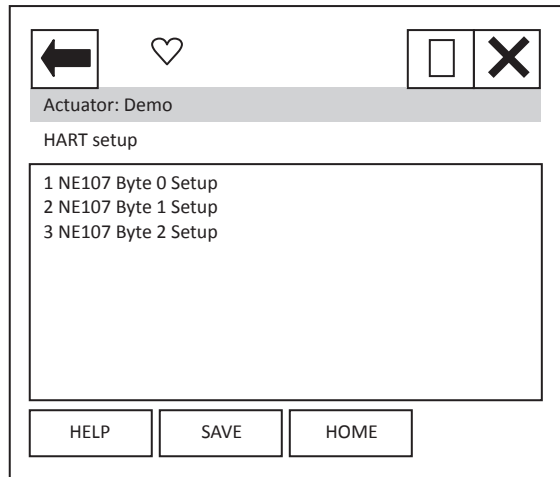 Actuator: Demo
HART setup
1 NE107 Byte 0 Setup
2 NE107 Byte 1 Setup
3 NE107 Byte 2 Setup
HELP
SAVE
HOME